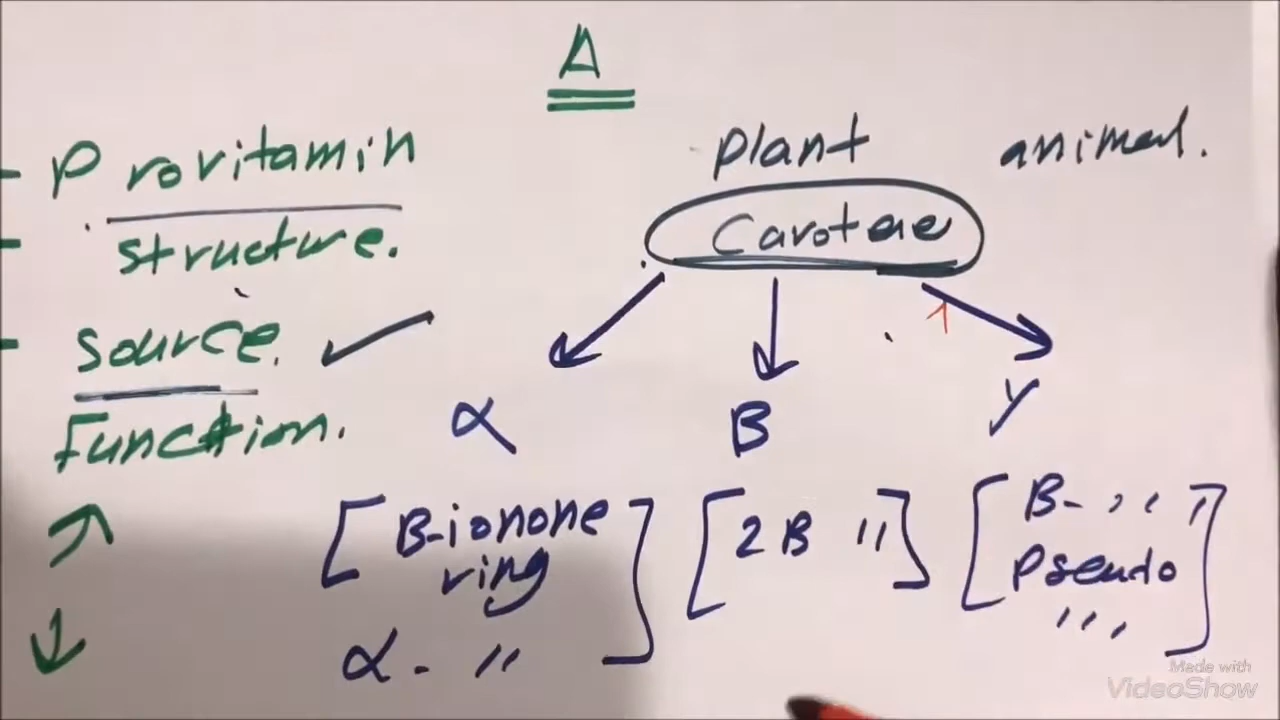 A
Provitamin
structure.
source.
Function.
plant animal.
Carotene
α B γ
[B-ionone ring α- "]
[2B "]
[B- " Pseudo "]
Made with
VideoShow